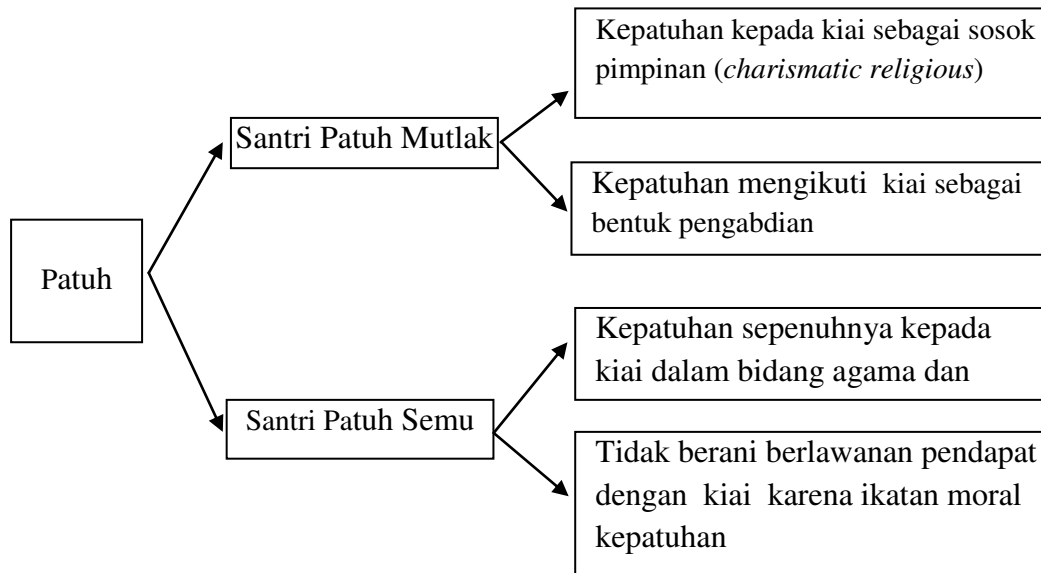 Kepatuhan kepada kiai sebagai sosok
pimpinan (charismatic religious)
Santri Patuh Mutlak
Kepatuhan mengikuti kiai sebagai
bentuk pengabdian
Patuh
Kepatuhan sepenuhnya kepada
kiai dalam bidang agama dan
Santri Patuh Semu
Tidak berani berlawanan pendapat
dengan kiai karena ikatan moral
kepatuhan